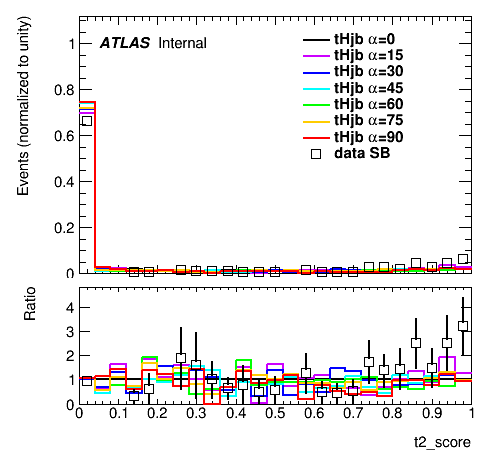 ATLAS Internal
Events (normalized to unity)
1
0.8
0.6
0.4
0.2
0
tHjb α=0
tHjb α=15
tHjb α=30
tHjb α=45
tHjb α=60
tHjb α=75
tHjb α=90
data SB
Ratio
4
3
2
1
0
0 0.1 0.2 0.3 0.4 0.5 0.6 0.7 0.8 0.9 1
t2_score